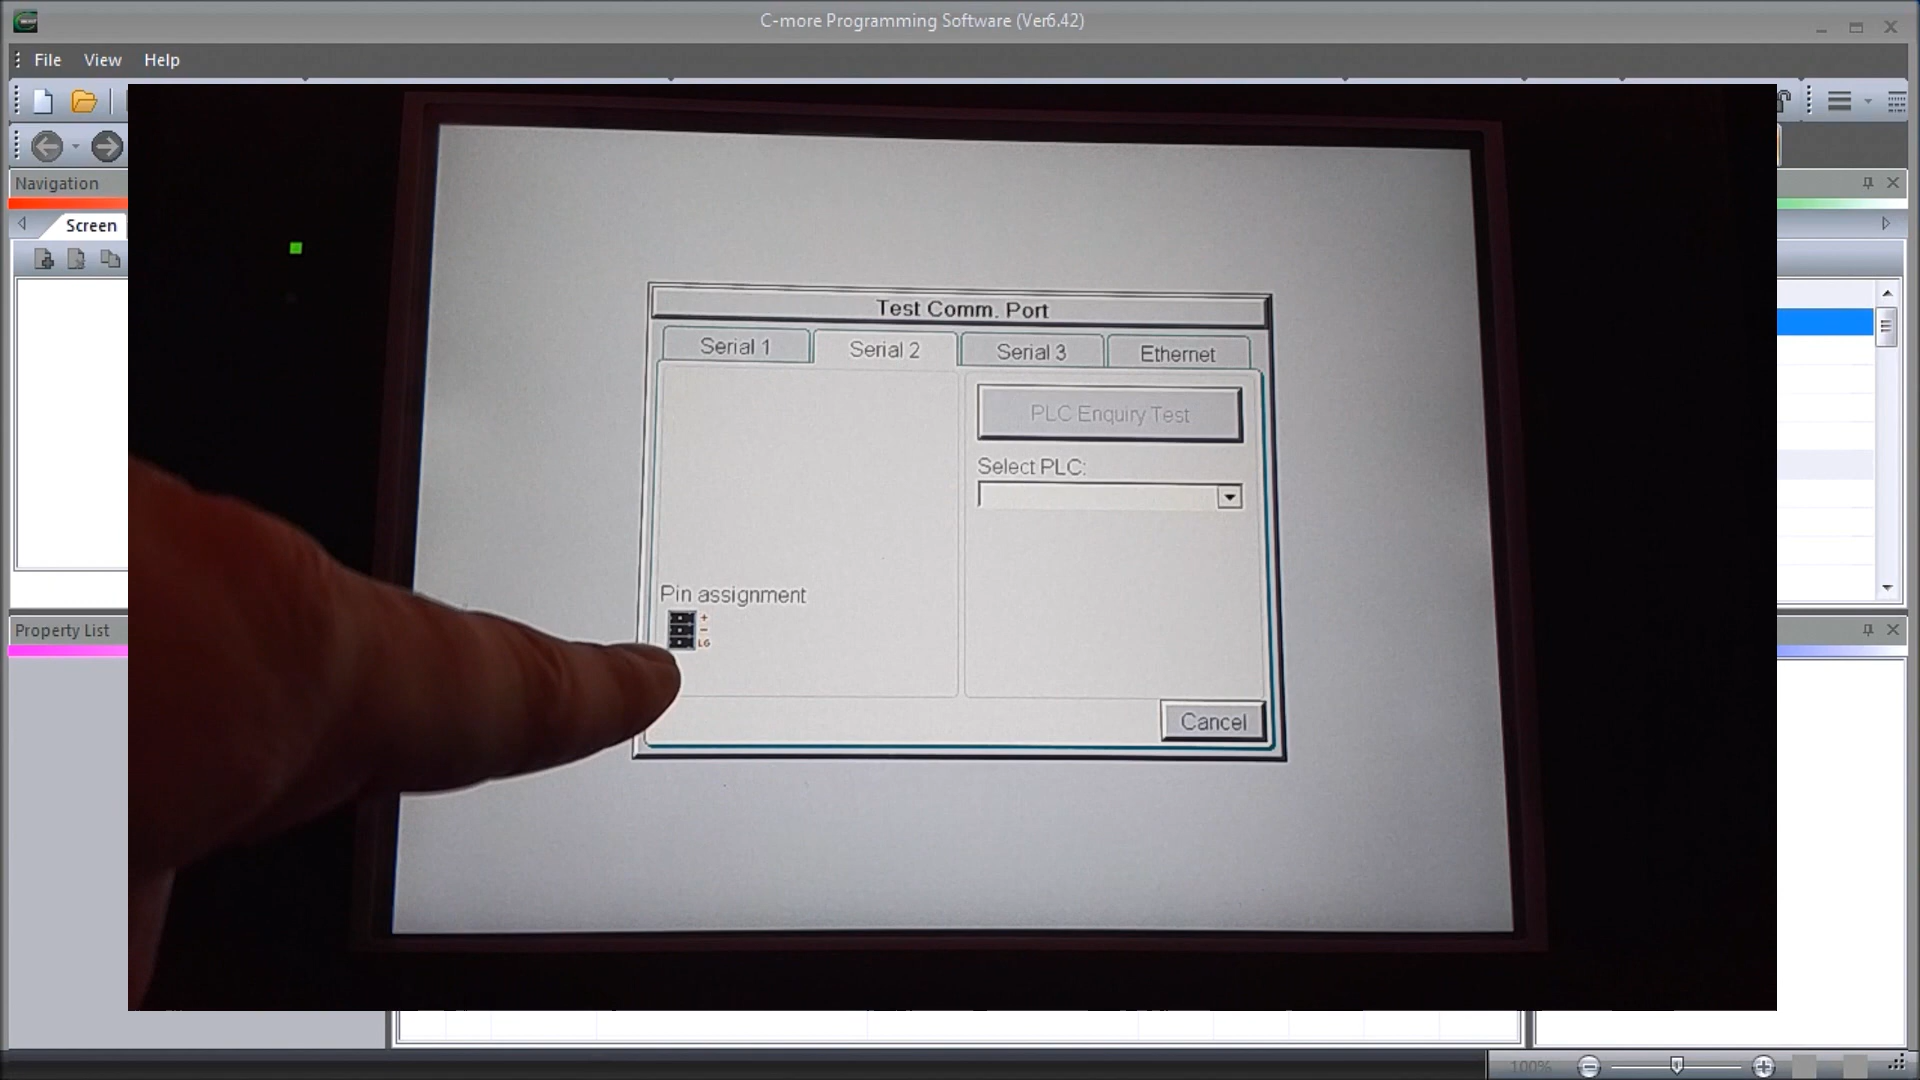 C-more Programming Software (Ver6.42)
File View Help
Navigation
Screen
Test Comm. Port
Serial 1 Serial 2 Serial 3 Ethernet
PLC Enquiry Test
Select PLC:
Pin assignment
+
-
LG
Cancel
Property List
100%